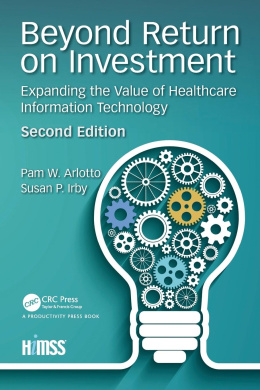 Beyond Return
on Investment
Expanding the Value of Healthcare
Information Technology
Second Edition
Pam W. Arlotto
Susan P. Irby
CRC
CRC Press
Taylor & Francis Group
A PRODUCTIVITY PRESS BOOK
HiMSS